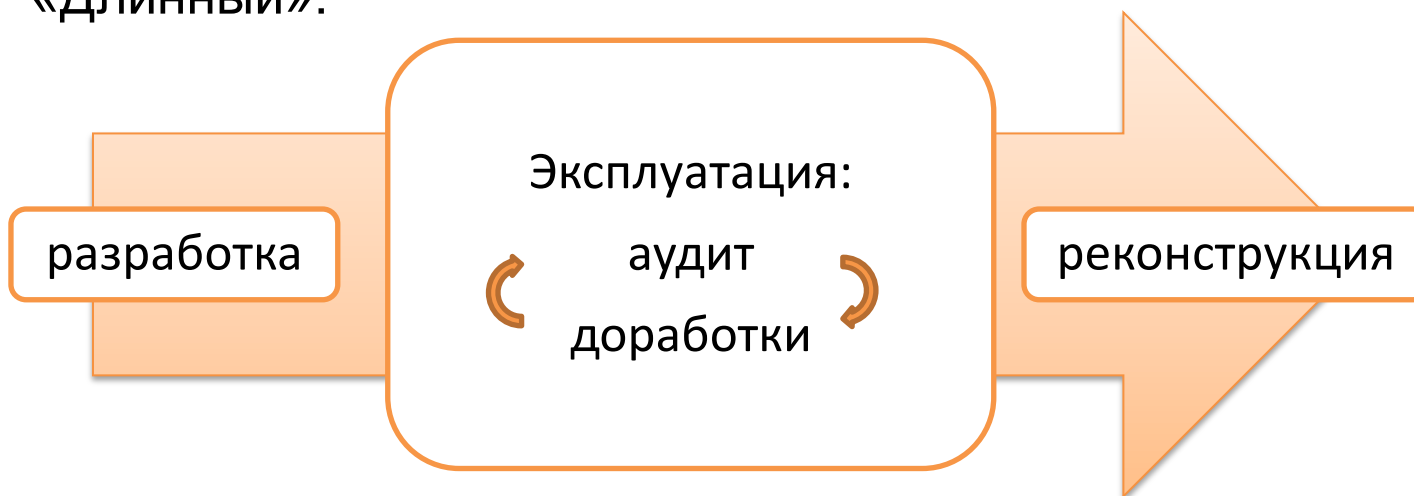 «Длинный».
Эксплуатация:
разработка
аудит
доработки
реконструкция